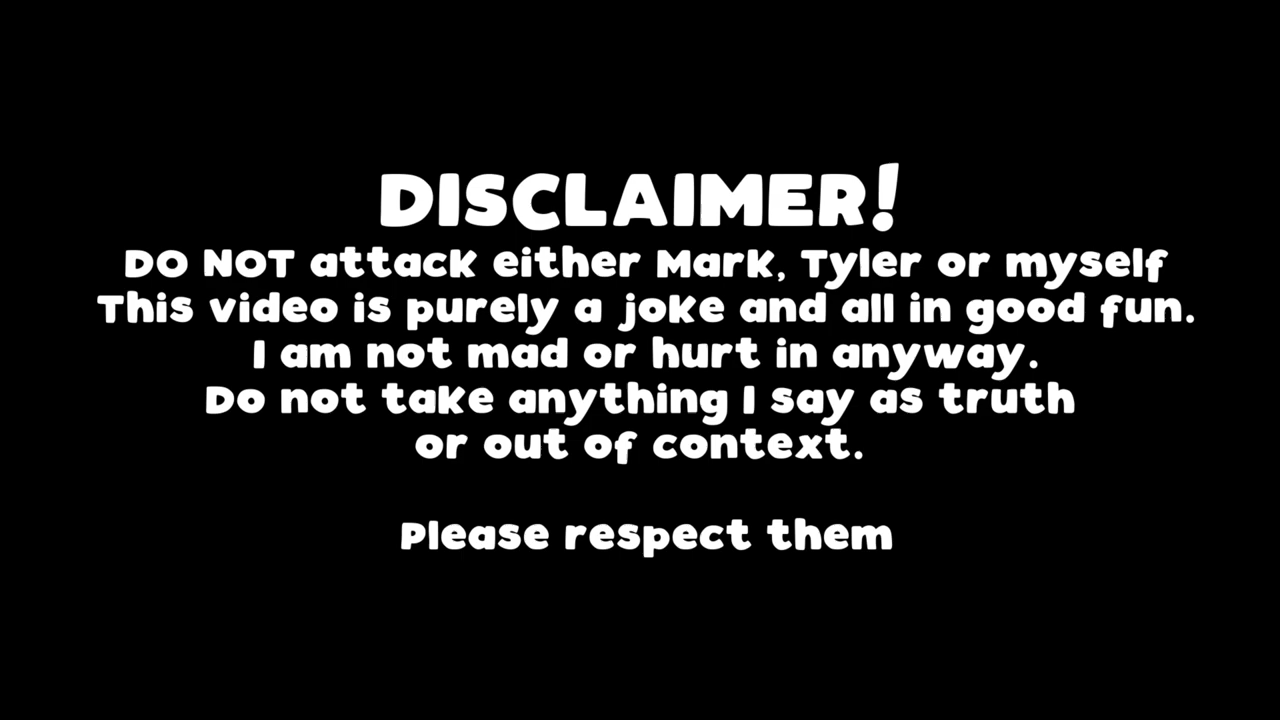 DISCLAIMER!
DO NOT attack either Mark, Tyler or myself
This video is purely a joke and all in good fun.
I am not mad or hurt in anyway.
Do not take anything I say as truth
or out of context.
Please respect them